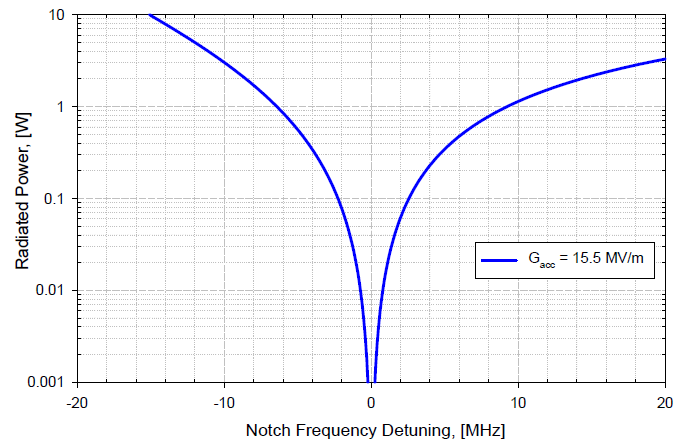 10
1
0.1
0.01
0.001
Radiated Power, [W]
G_acc = 15.5 MV/m
-20 -10 0 10 20
Notch Frequency Detuning, [MHz]